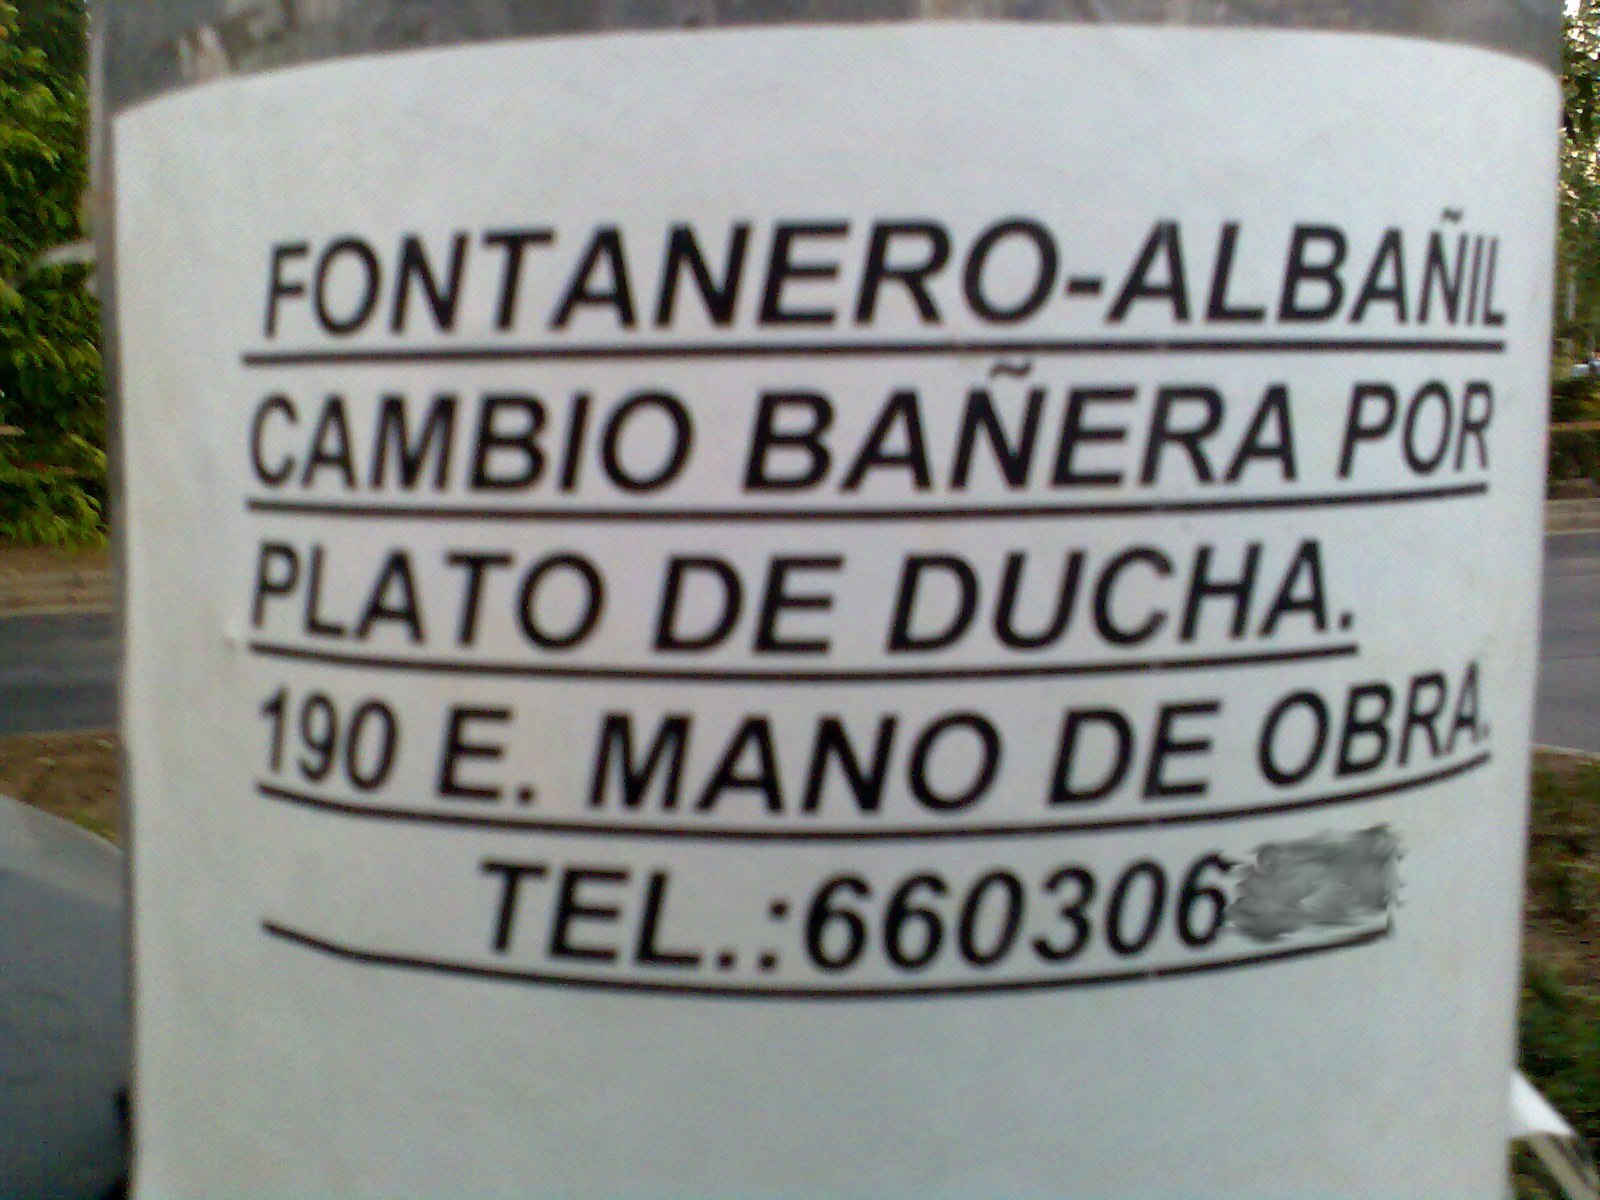 FONTANERO-ALBAÑIL
CAMBIO BAÑERA POR
PLATO DE DUCHA.
190 E. MANO DE OBRA.
TEL.:660306